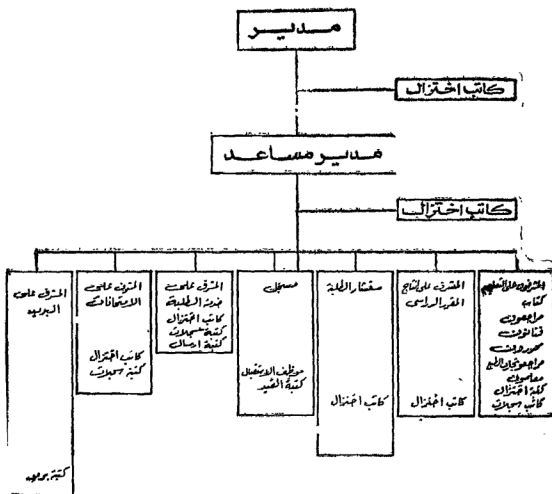 مدير
كاتب اختزال
مدير مساعد
كاتب اختزال
المشرفون على التعليم
كتاب
مراجعون
فنانون
محررون
مراجعو تجارب الطبع
معلمون
كتبة اختزال
كاتب سجلات
المشرف على انتاج
المقرر الدراسى
كاتب اختزال
مستشار الطلبة
كاتب اختزال
مسجل
موظف الاستقبال
كتبة القيد
المشرف على
خدمة الطلبة
كاتب اختزال
كتبة سجلات
كتبة ارسال
المشرف على
الامتحانات
كاتب اختزال
كتبة سجلات
المشرف على
البريد
كتبة بريد